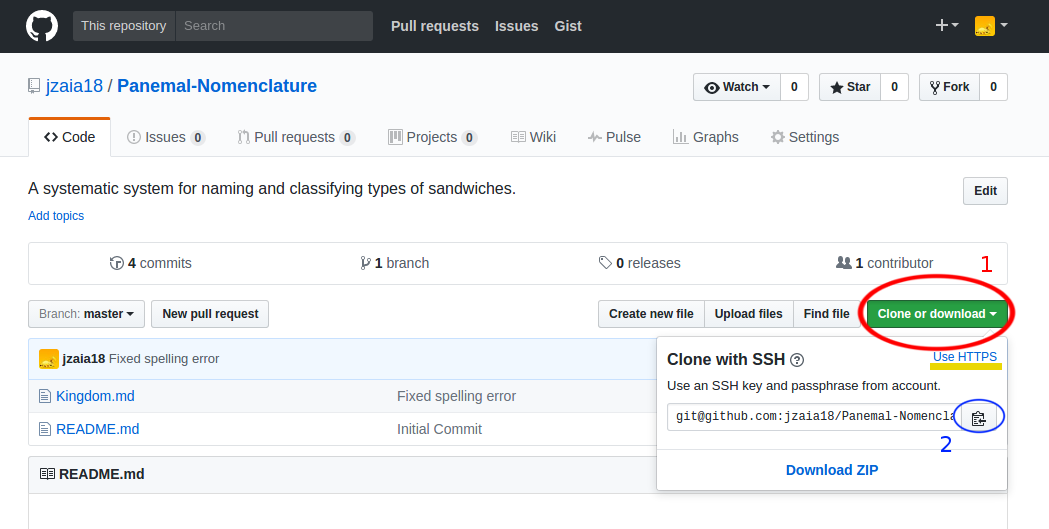 This repository Search Pull requests Issues Gist
jzaia18 / Panemal-Nomenclature Watch 0 Star 0 Fork 0
Code Issues 0 Pull requests 0 Projects 0 Wiki Pulse Graphs Settings
A systematic system for naming and classifying types of sandwiches. Edit
Add topics
4 commits 1 branch 0 releases 1 contributor 1
Branch: master New pull request Create new file Upload files Find file Clone or download
jzaia18 Fixed spelling error
Kingdom.md Fixed spelling error
README.md Initial Commit
README.md
Clone with SSH ? Use HTTPS
Use an SSH key and passphrase from account.
git@github.com:jzaia18/Panemal-Nomencla
2
Download ZIP